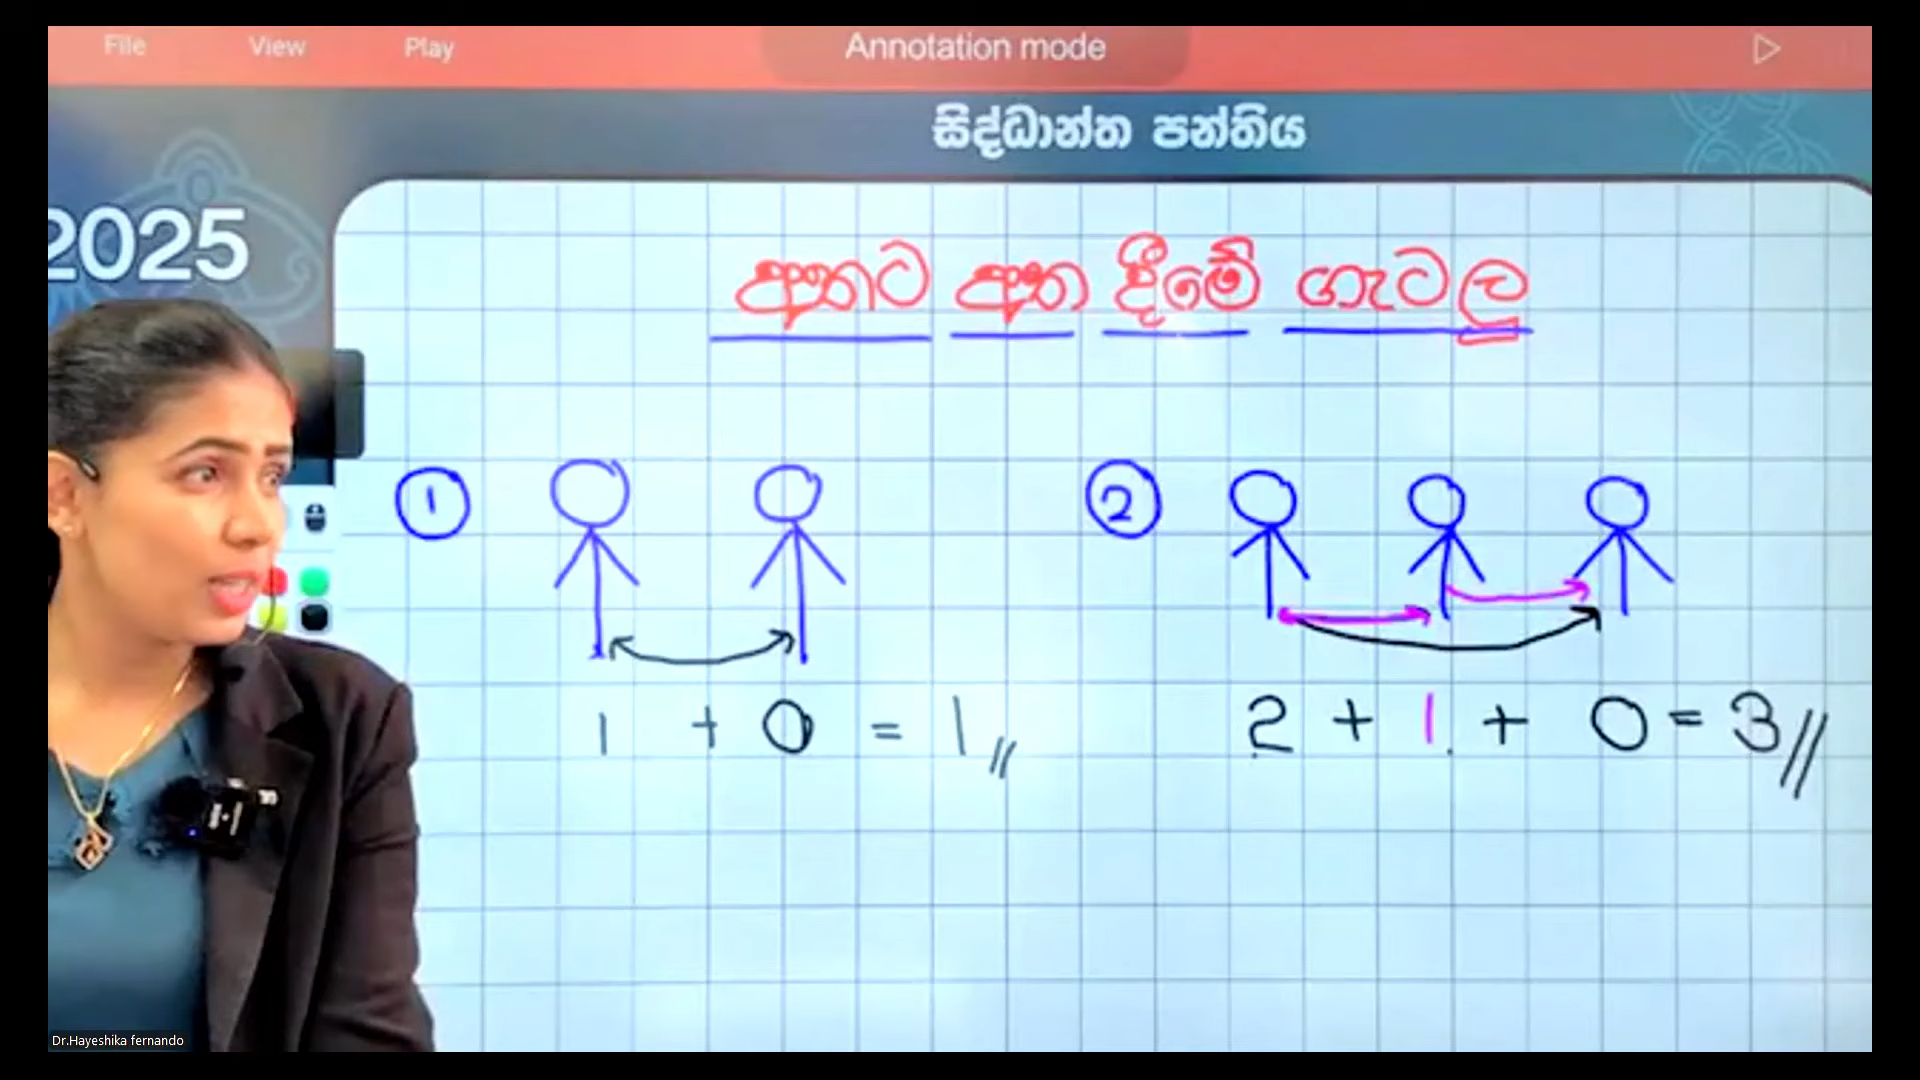 File View Play Annotation mode
සිද්ධාන්ත පන්තිය
2025
අතට අත දීමේ ගැටලු
1 2
1 + 0 = 1 // 2 + 1 + 0 = 3 //
Dr.Hayeshika fernando